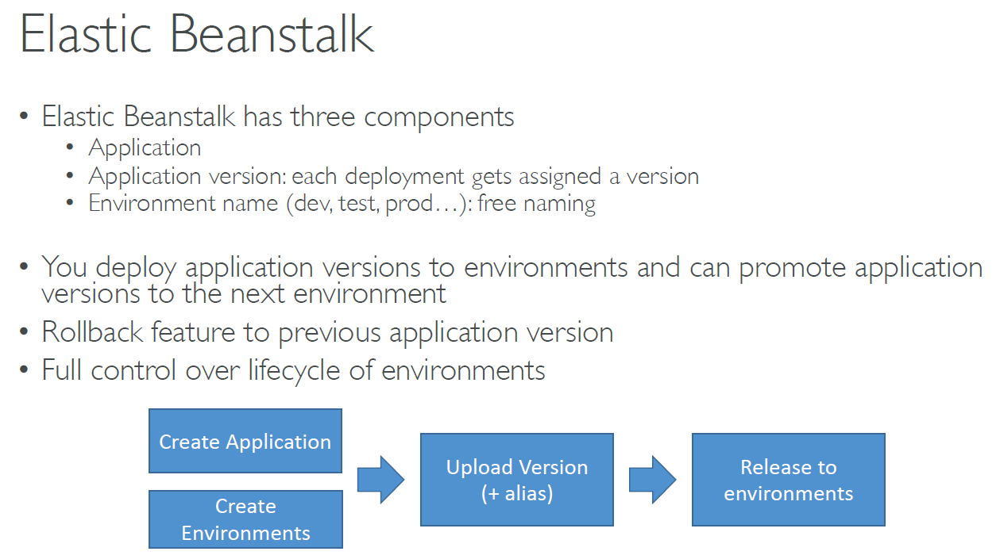 Elastic Beanstalk
• Elastic Beanstalk has three components
• Application
• Application version: each deployment gets assigned a version
• Environment name (dev, test, prod…): free naming
• You deploy application versions to environments and can promote application
versions to the next environment
• Rollback feature to previous application version
• Full control over lifecycle of environments
Create Application
Create
Environments
Upload Version
(+ alias)
Release to
environments